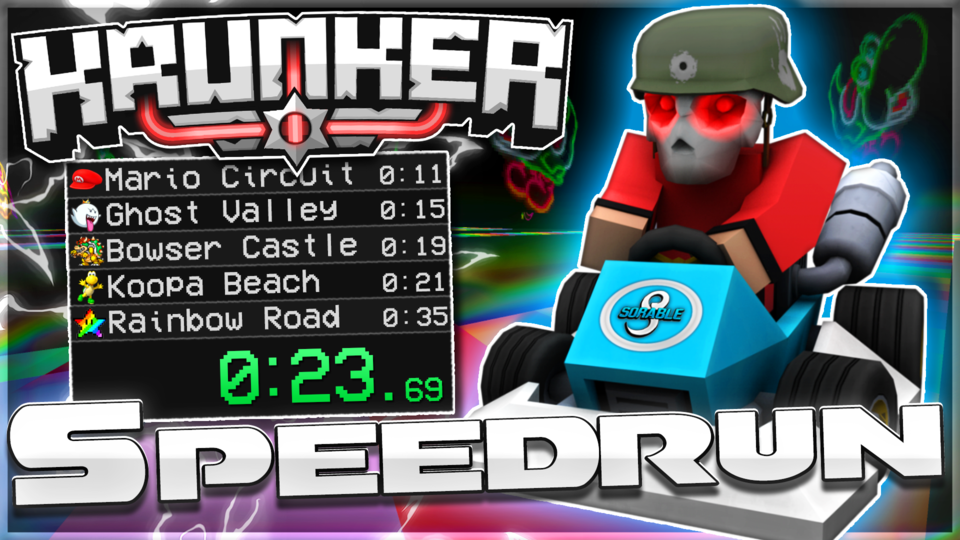 KRUNKER
Mario Circuit 0:11
Ghost Valley 0:15
Bowser Castle 0:19
Koopa Beach 0:21
Rainbow Road 0:35
0:23.69
SORABLE
SPEEDRUN